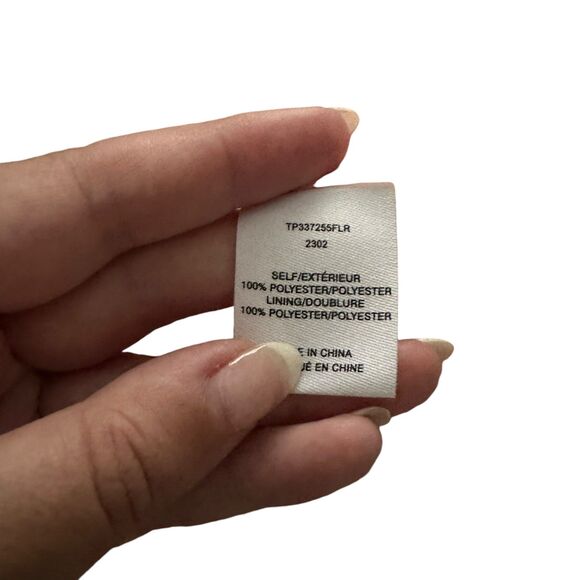 TP337255FLR
2302
SELF/EXTÉRIEUR
100% POLYESTER/POLYESTER
LINING/DOUBLURE
100% POLYESTER/POLYESTER
IN CHINA
EN CHINE